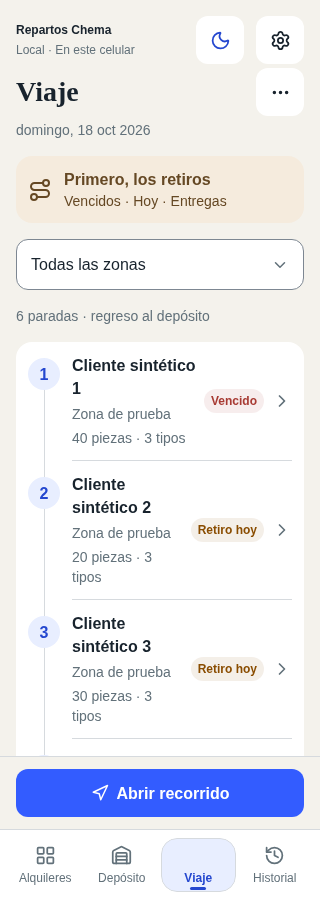 Repartos Chema
Local · En este celular
Viaje
domingo, 18 oct 2026
Primero, los retiros
Vencidos · Hoy · Entregas
Todas las zonas
6 paradas · regreso al depósito
1
Cliente sintético
1
Zona de prueba
40 piezas · 3 tipos
Vencido
2
Cliente
sintético 2
Zona de prueba
20 piezas · 3
tipos
Retiro hoy
3
Cliente
sintético 3
Zona de prueba
30 piezas · 3
tipos
Retiro hoy
Abrir recorrido
Alquileres
Depósito
Viaje
Historial